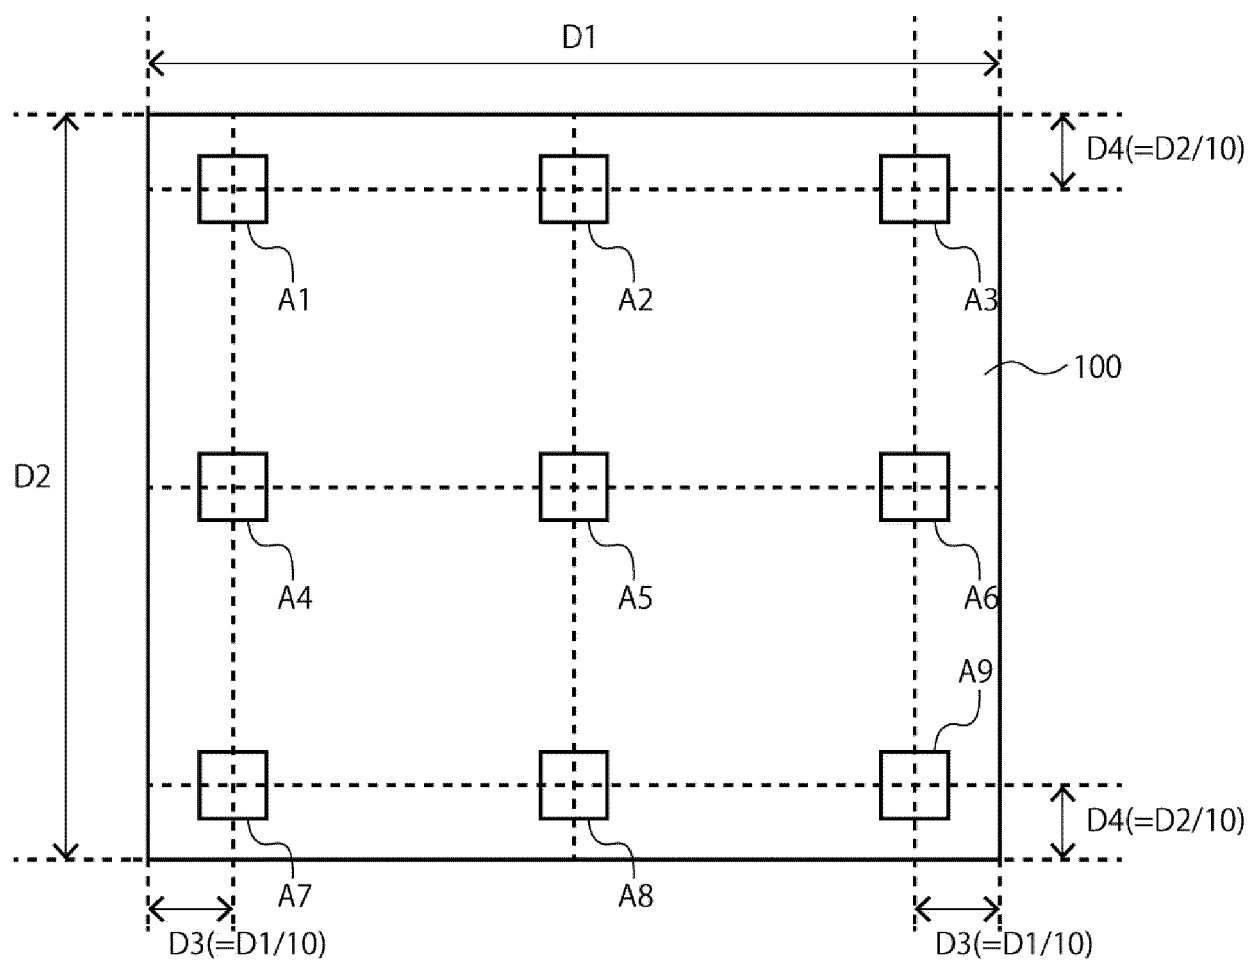 D1
D4(=D2/10)
A1
A2
A3
100
D2
A4
A5
A6
A9
D4(=D2/10)
A7
A8
D3(=D1/10)
D3(=D1/10)